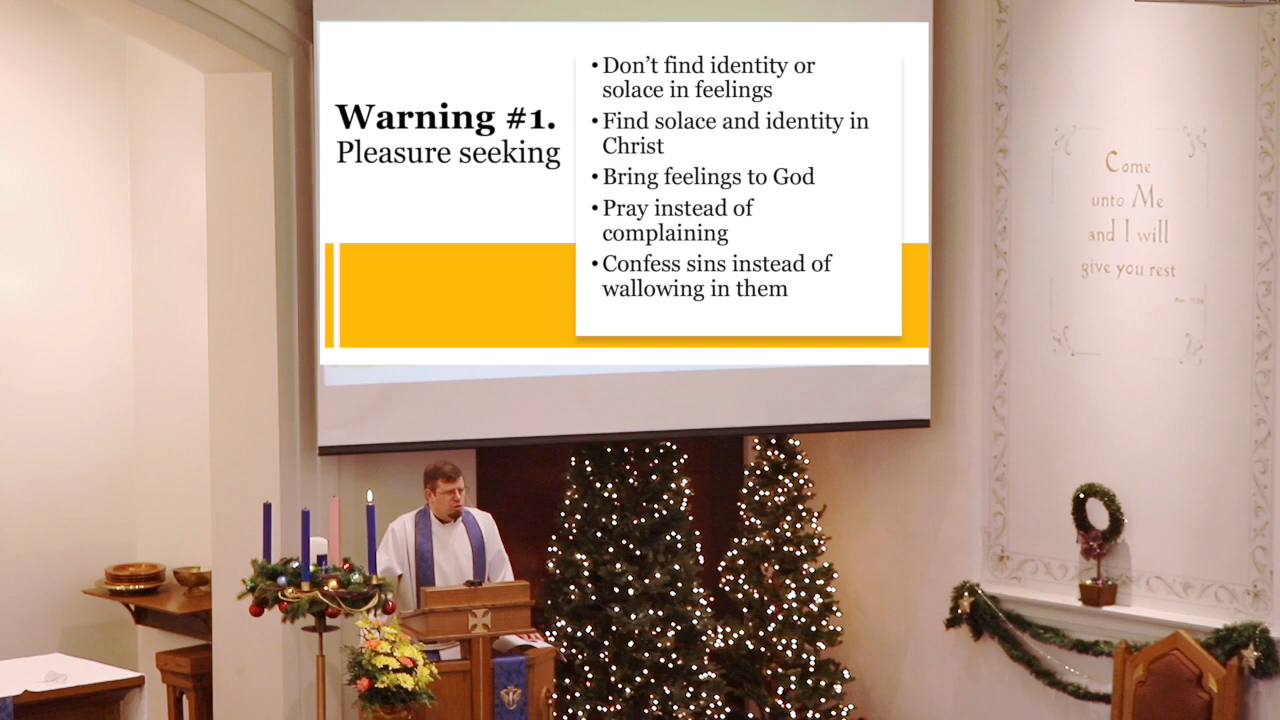 Warning #1.
Pleasure seeking
• Don't find identity or
solace in feelings
• Find solace and identity in
Christ
• Bring feelings to God
• Pray instead of
complaining
• Confess sins instead of
wallowing in them
Come
unto Me
and I will
give you rest